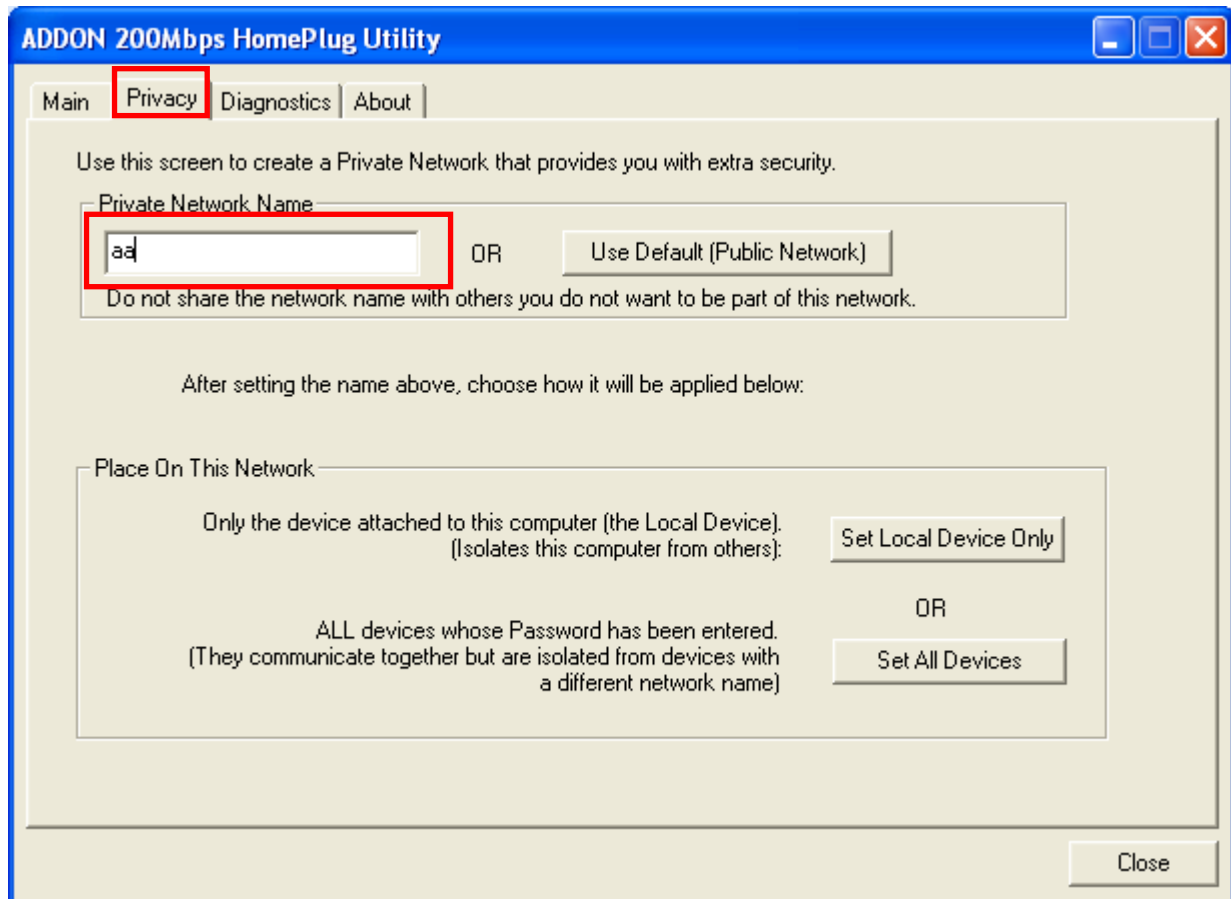 ADDON 200Mbps HomePlug Utility
Main Privacy Diagnostics About
Use this screen to create a Private Network that provides you with extra security.
Private Network Name
aa OR Use Default (Public Network)
Do not share the network name with others you do not want to be part of this network.
After setting the name above, choose how it will be applied below:
Place On This Network
Only the device attached to this computer (the Local Device).
(Isolates this computer from others):
Set Local Device Only
OR
ALL devices whose Password has been entered.
(They communicate together but are isolated from devices with
a different network name)
Set All Devices
Close